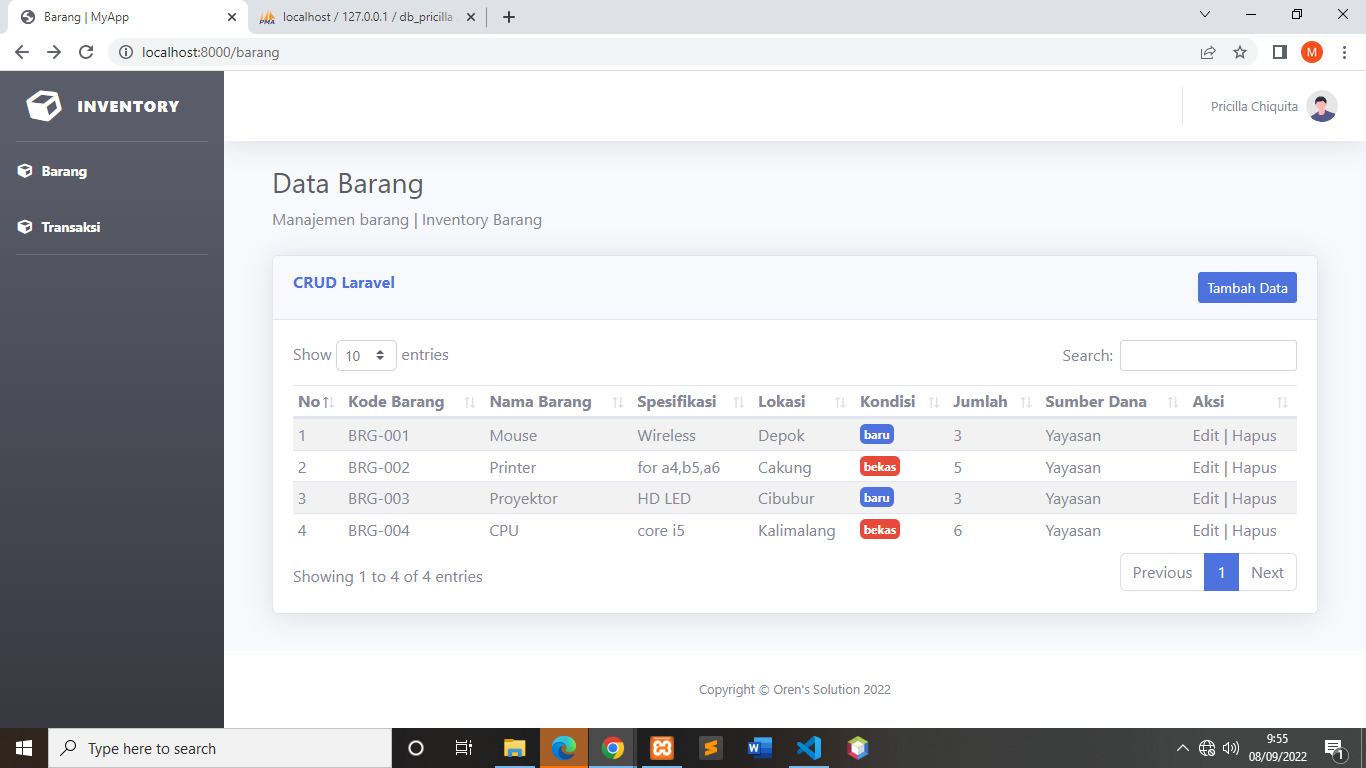 Barang | MyApp
localhost / 127.0.0.1 / db_pricilla
localhost:8000/barang
M
INVENTORY
Pricilla Chiquita
Barang
Transaksi
Data Barang
Manajemen barang | Inventory Barang
CRUD Laravel
Tambah Data
Show 10 entries
Search:
No Kode Barang Nama Barang Spesifikasi Lokasi Kondisi Jumlah Sumber Dana Aksi
1 BRG-001 Mouse Wireless Depok baru 3 Yayasan Edit | Hapus
2 BRG-002 Printer for a4,b5,a6 Cakung bekas 5 Yayasan Edit | Hapus
3 BRG-003 Proyektor HD LED Cibubur baru 3 Yayasan Edit | Hapus
4 BRG-004 CPU core i5 Kalimalang bekas 6 Yayasan Edit | Hapus
Showing 1 to 4 of 4 entries
Previous 1 Next
Copyright © Oren's Solution 2022
Type here to search
9:55
08/09/2022
1